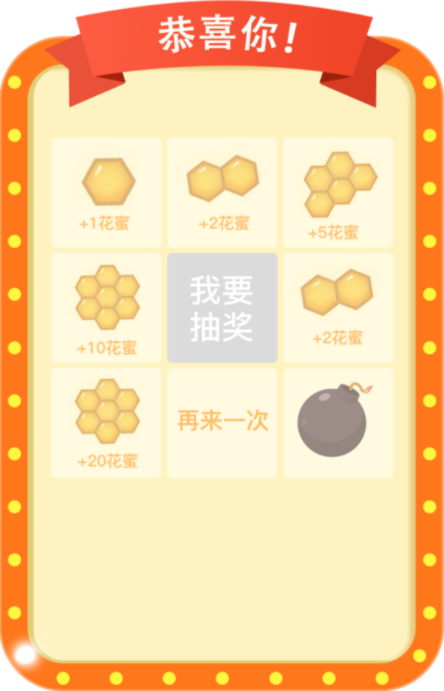 恭喜你!
+1花蜜
+2花蜜
+5花蜜
+10花蜜
我要
抽奖
+2花蜜
+20花蜜
再来一次